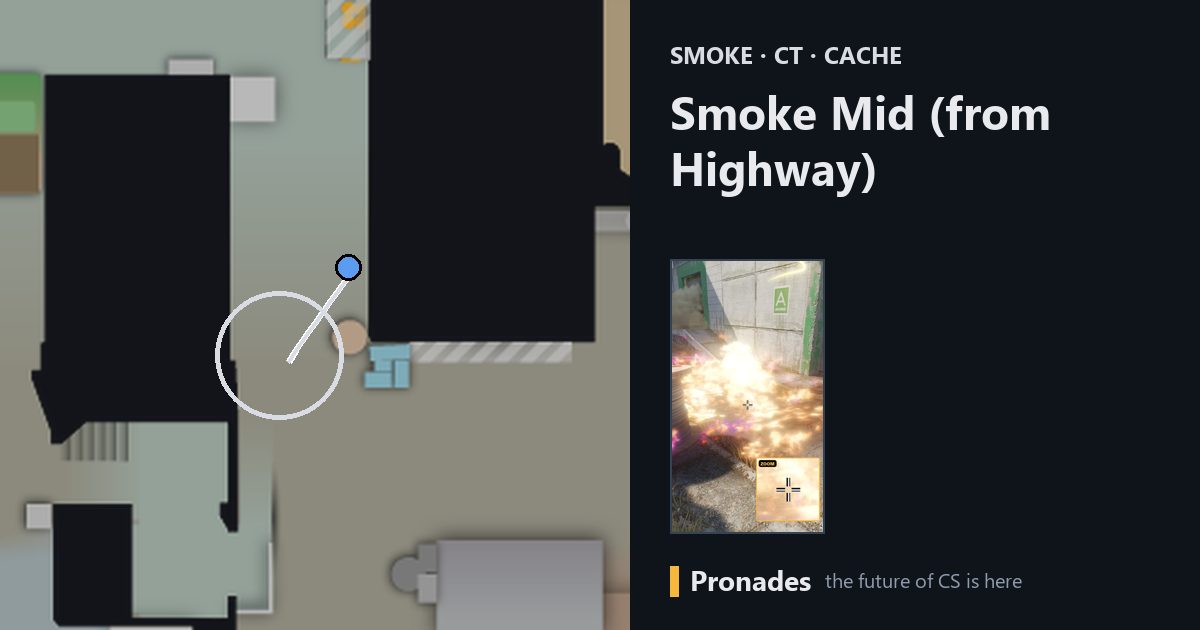 SMOKE · CT · CACHE
Smoke Mid (from
Highway)
A
ZOOM
Pronades the future of CS is here